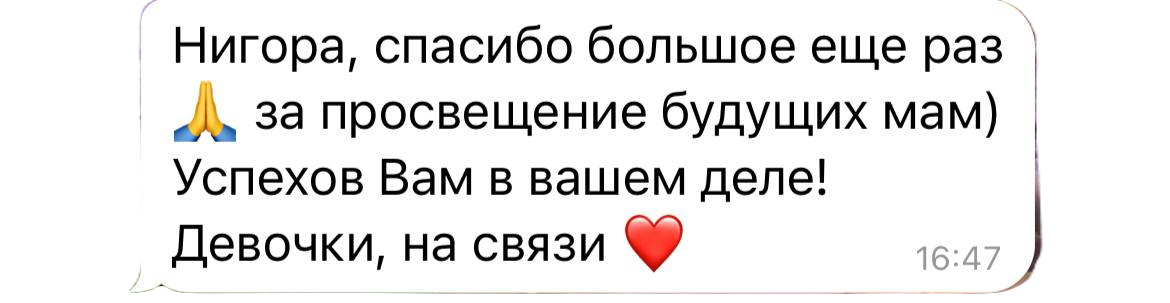 Нигора, спасибо большое еще раз
🙏 за просвещение будущих мам)
Успехов Вам в вашем деле!
Девочки, на связи ❤️
16:47